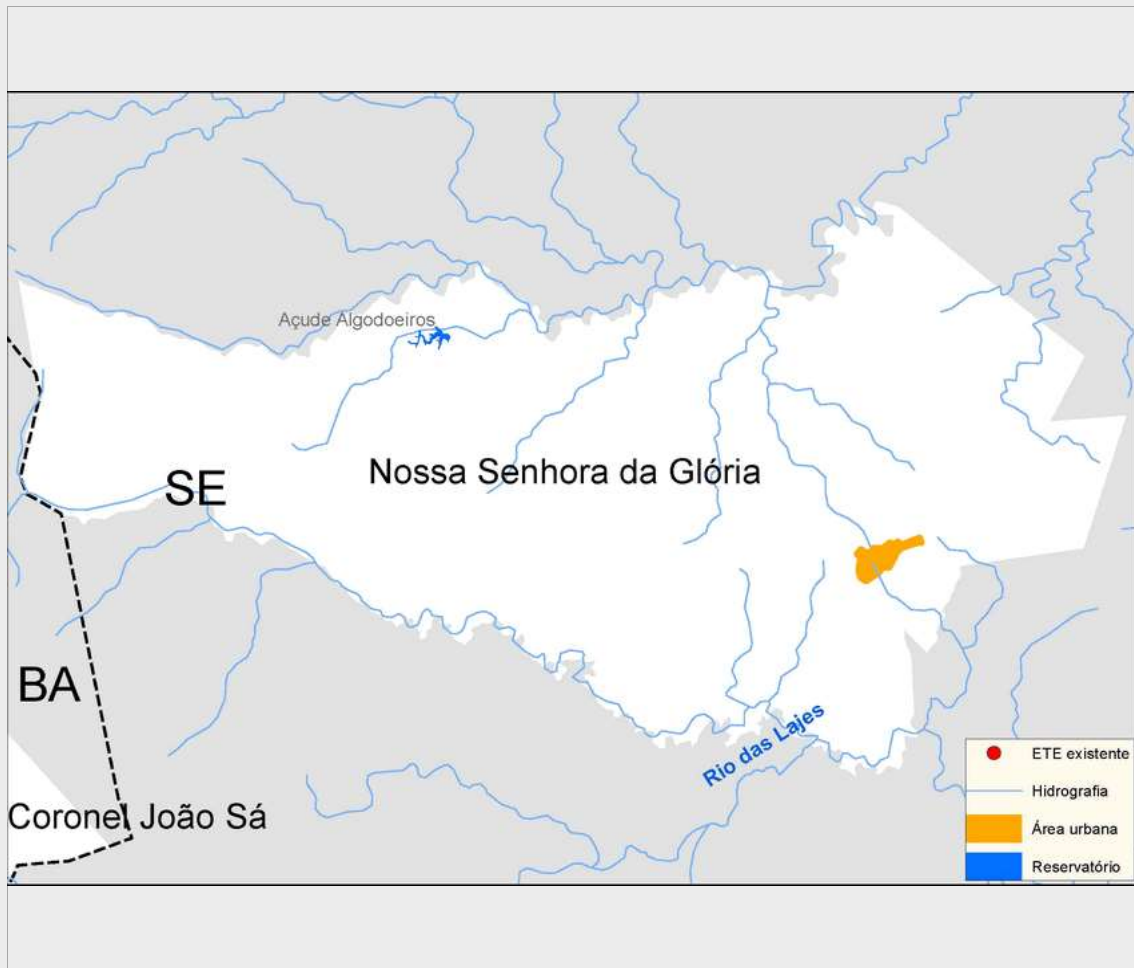 Açude Algodoeiros
Nossa Senhora da Glória
SE
BA
Rio das Lajes
Coronel João Sá
ETE existente
Hidrografia
Área urbana
Reservatório